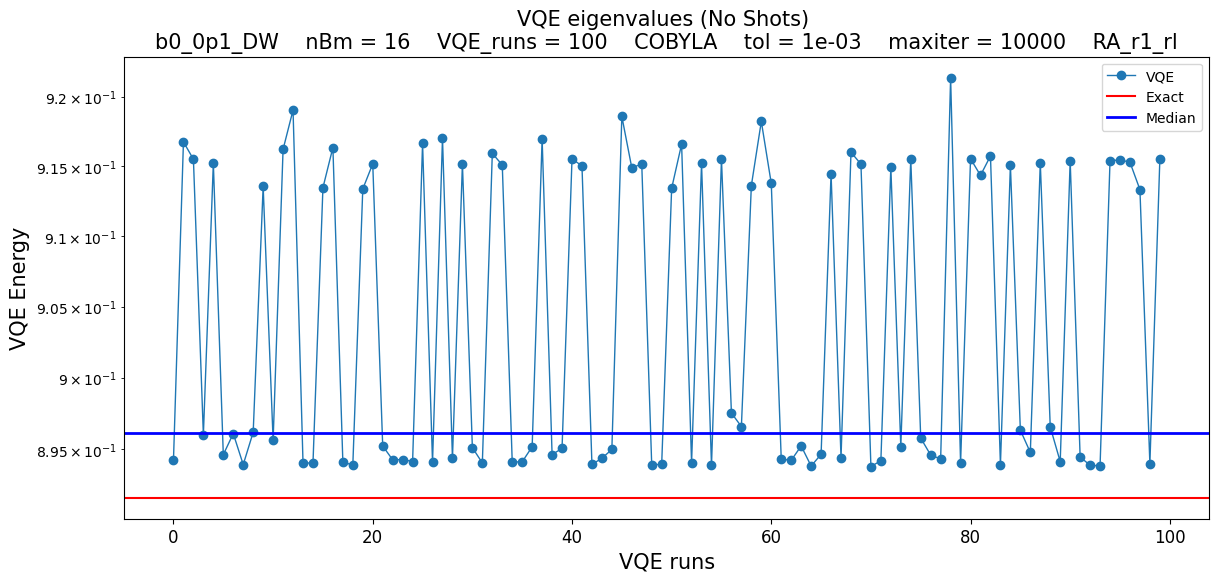 VQE eigenvalues (No Shots)
b0_0p1_DW nBm = 16 VQE_runs = 100 COBYLA tol = 1e-03 maxiter = 10000 RA_r1_rl
VQE
Exact
Median
VQE Energy
9.2 × 10⁻¹
9.15 × 10⁻¹
9.1 × 10⁻¹
9.05 × 10⁻¹
9 × 10⁻¹
8.95 × 10⁻¹
0 20 40 60 80 100
VQE runs